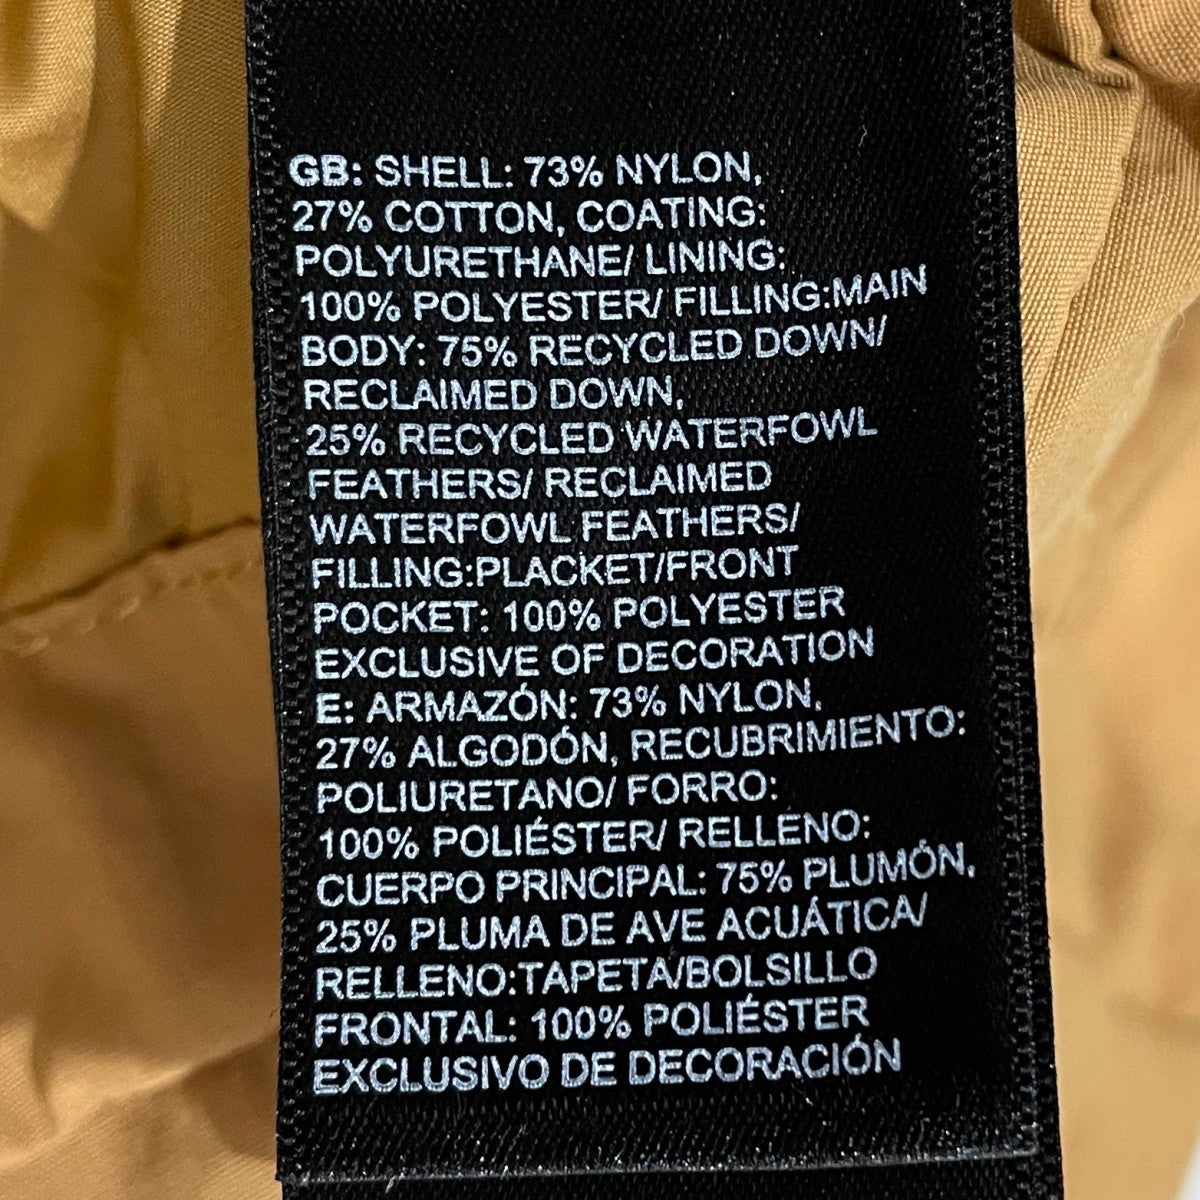 GB: SHELL: 73% NYLON,
27% COTTON, COATING:
POLYURETHANE/ LINING:
100% POLYESTER/ FILLING:MAIN
BODY: 75% RECYCLED DOWN/
RECLAIMED DOWN,
25% RECYCLED WATERFOWL
FEATHERS/ RECLAIMED
WATERFOWL FEATHERS/
FILLING:PLACKET/FRONT
POCKET: 100% POLYESTER
EXCLUSIVE OF DECORATION
E: ARMAZÓN: 73% NYLON,
27% ALGODÓN, RECUBRIMIENTO:
POLIURETANO/ FORRO:
100% POLIÉSTER/ RELLENO:
CUERPO PRINCIPAL: 75% PLUMÓN,
25% PLUMA DE AVE ACUÁTICA/
RELLENO:TAPETA/BOLSILLO
FRONTAL: 100% POLIÉSTER
EXCLUSIVO DE DECORACIÓN